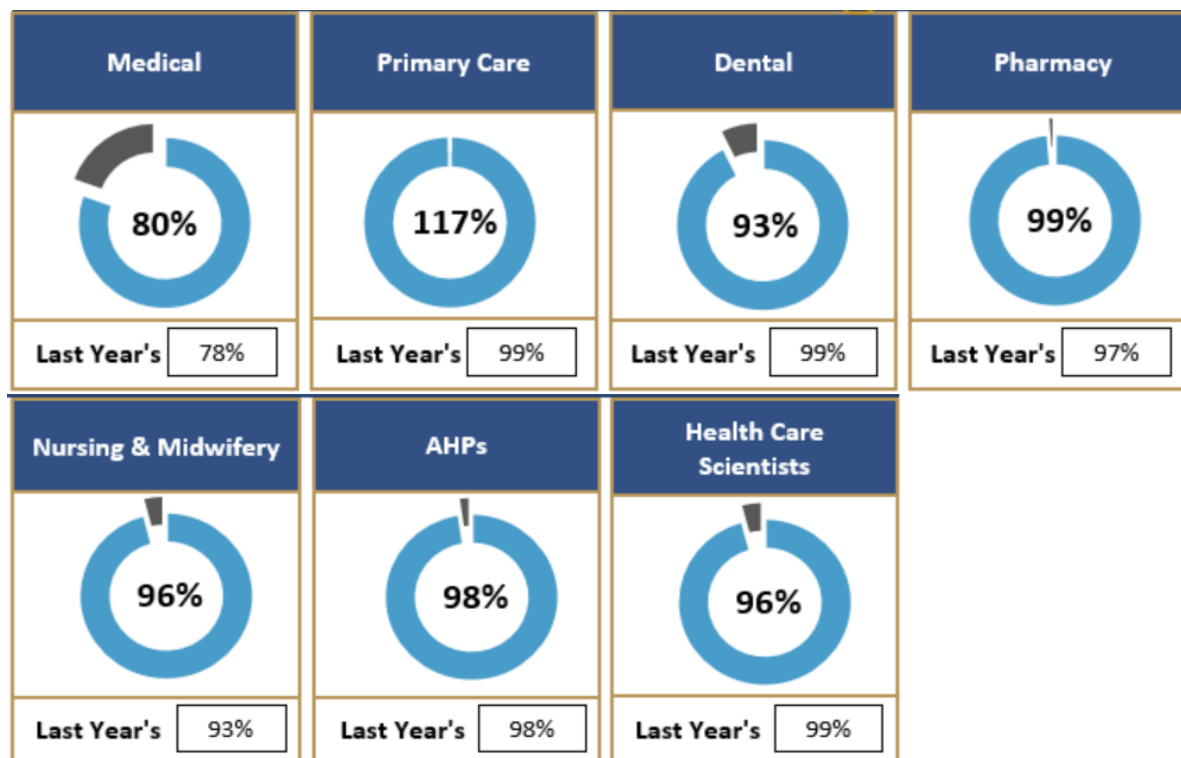 Medical
Primary Care
Dental
Pharmacy
80%
117%
93%
99%
Last Year's 78%
Last Year's 99%
Last Year's 99%
Last Year's 97%
Nursing & Midwifery
AHPs
Health Care
Scientists
96%
98%
96%
Last Year's 93%
Last Year's 98%
Last Year's 99%